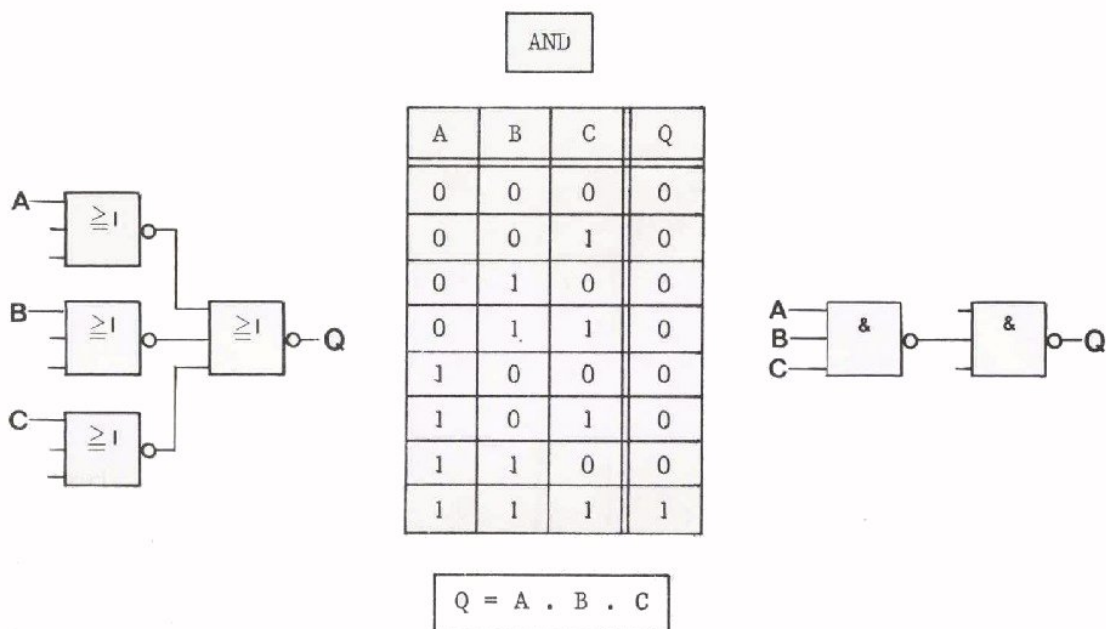 AND
A B C Q
0 0 0 0
0 0 1 0
0 1 0 0
0 1 1 0
1 0 0 0
1 0 1 0
1 1 0 0
1 1 1 1
A
≧1
B
≧1
≧1
Q
C
≧1
A
B
C
&
&
Q
Q = A . B . C